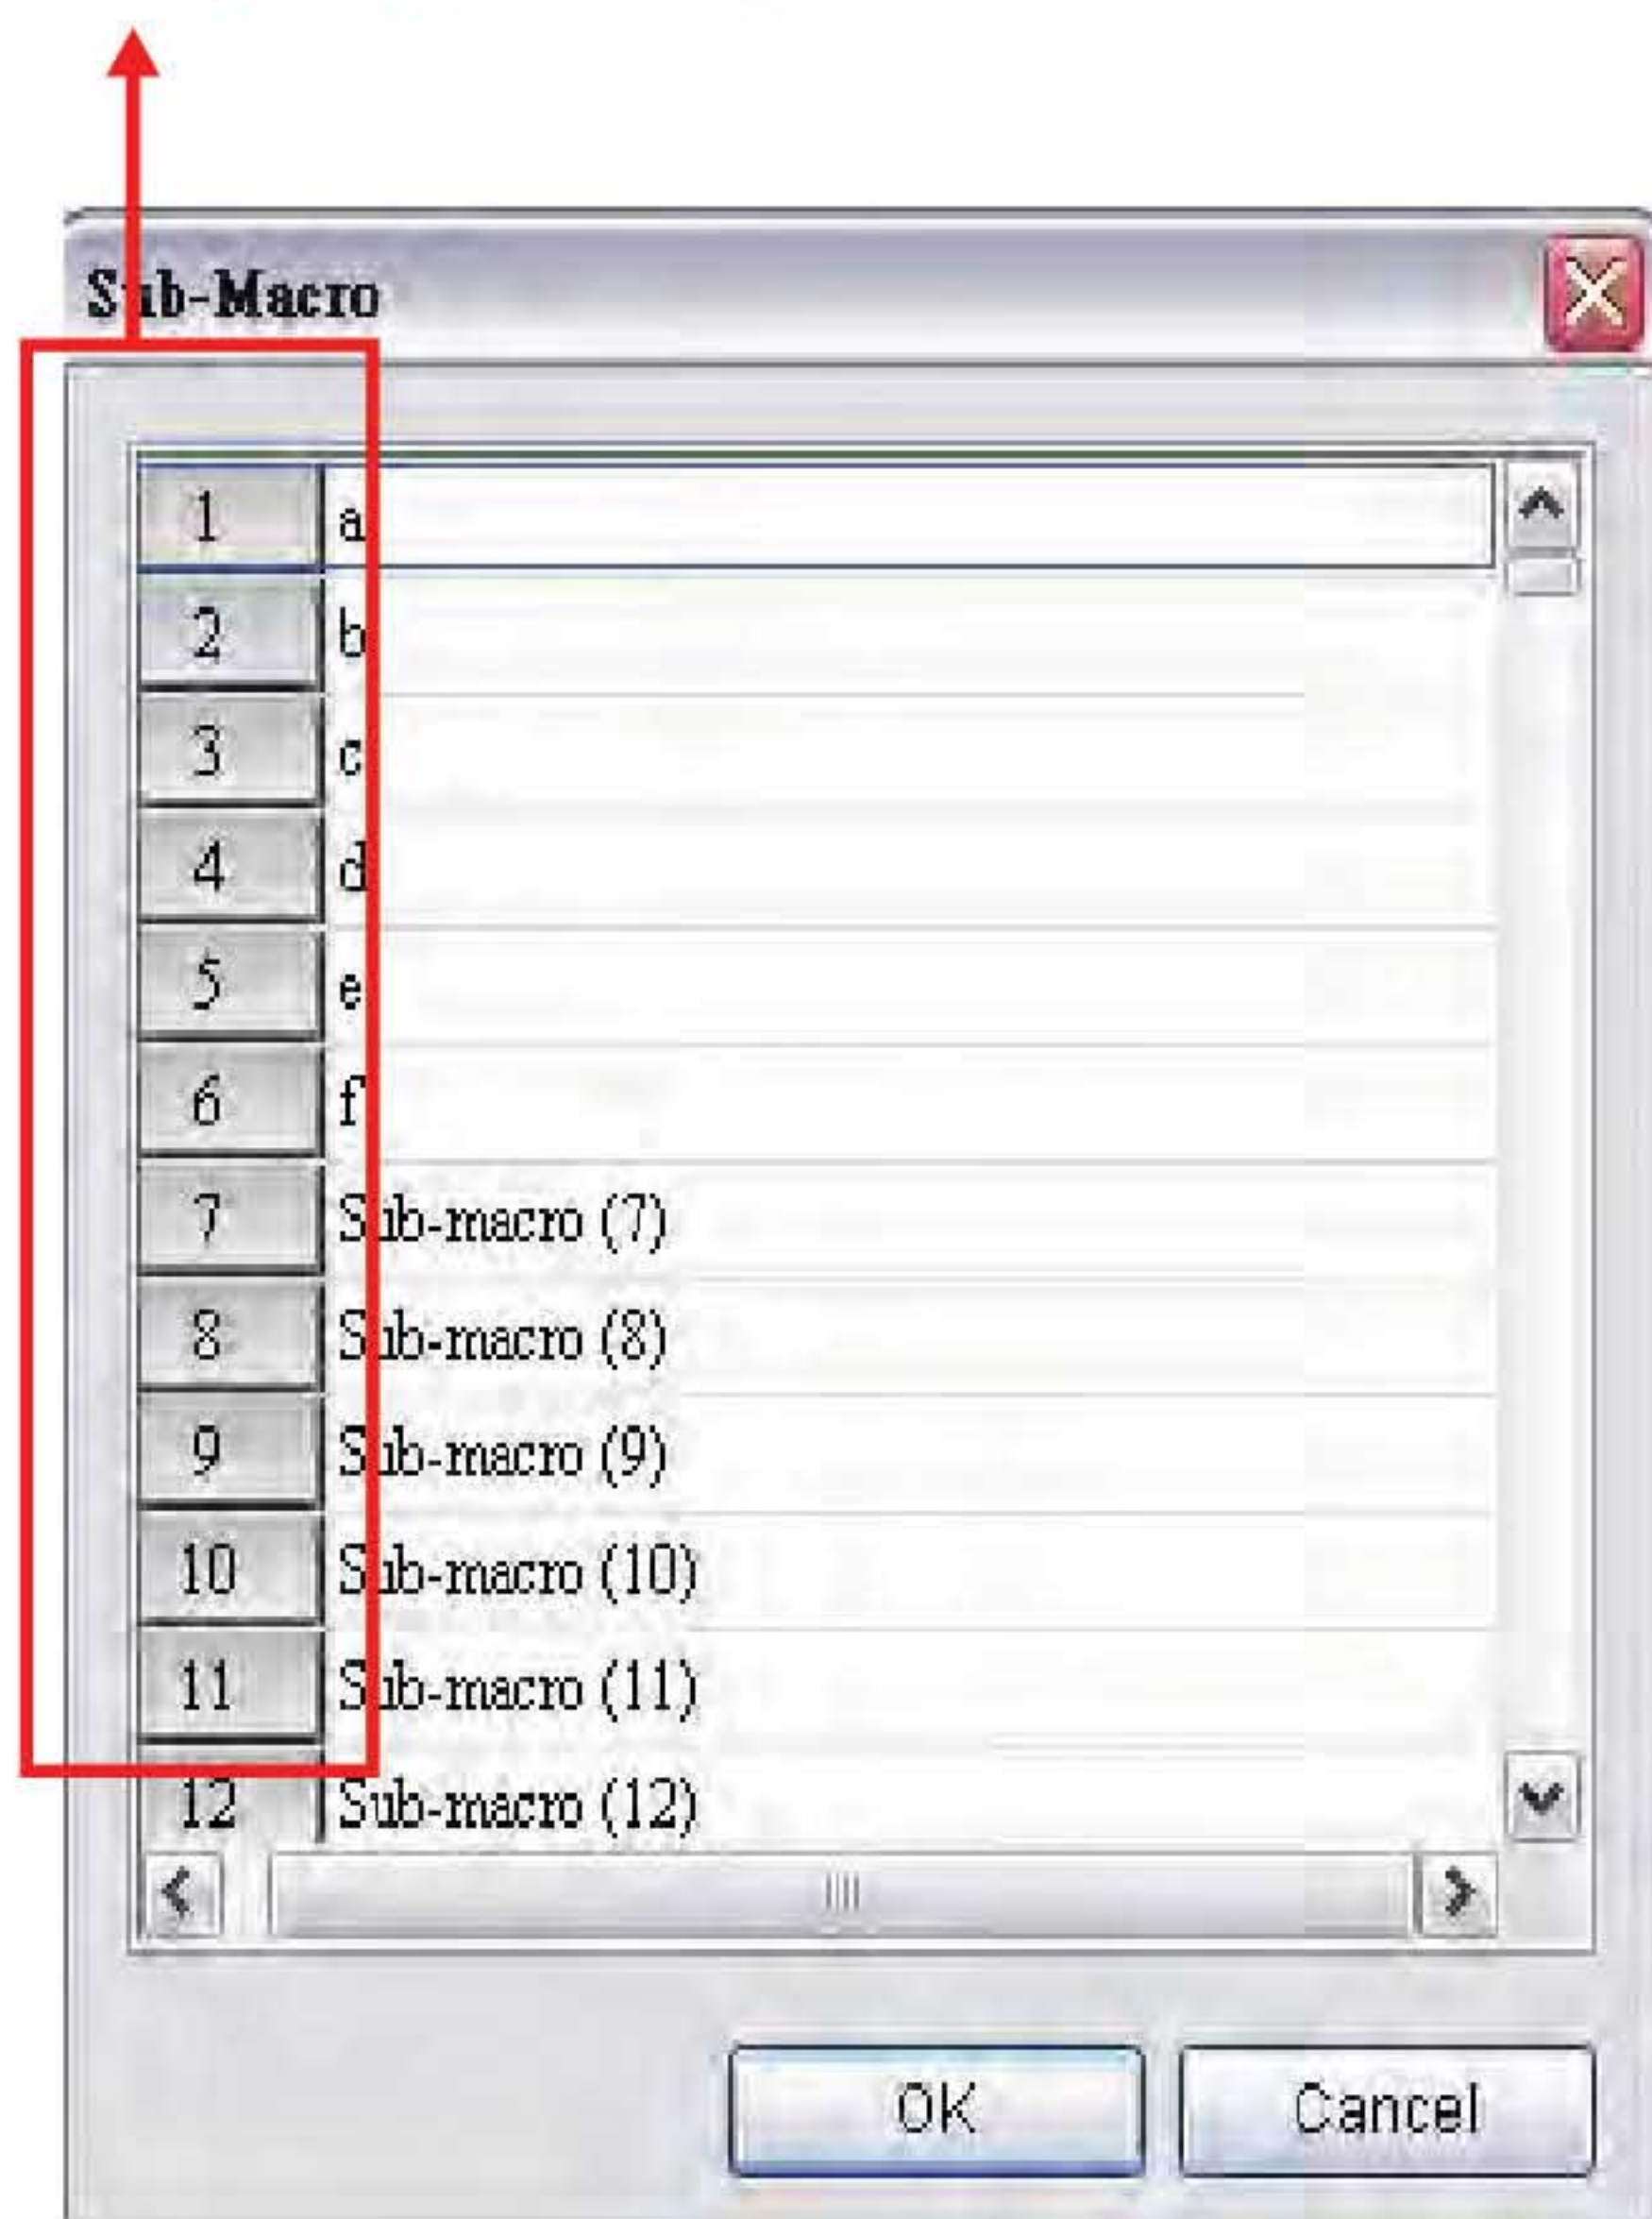 Sub-Macro
1 a
2 b
3 c
4 d
5 e
6 f
7 Sub-macro (7)
8 Sub-macro (8)
9 Sub-macro (9)
10 Sub-macro (10)
11 Sub-macro (11)
12 Sub-macro (12)
OK Cancel